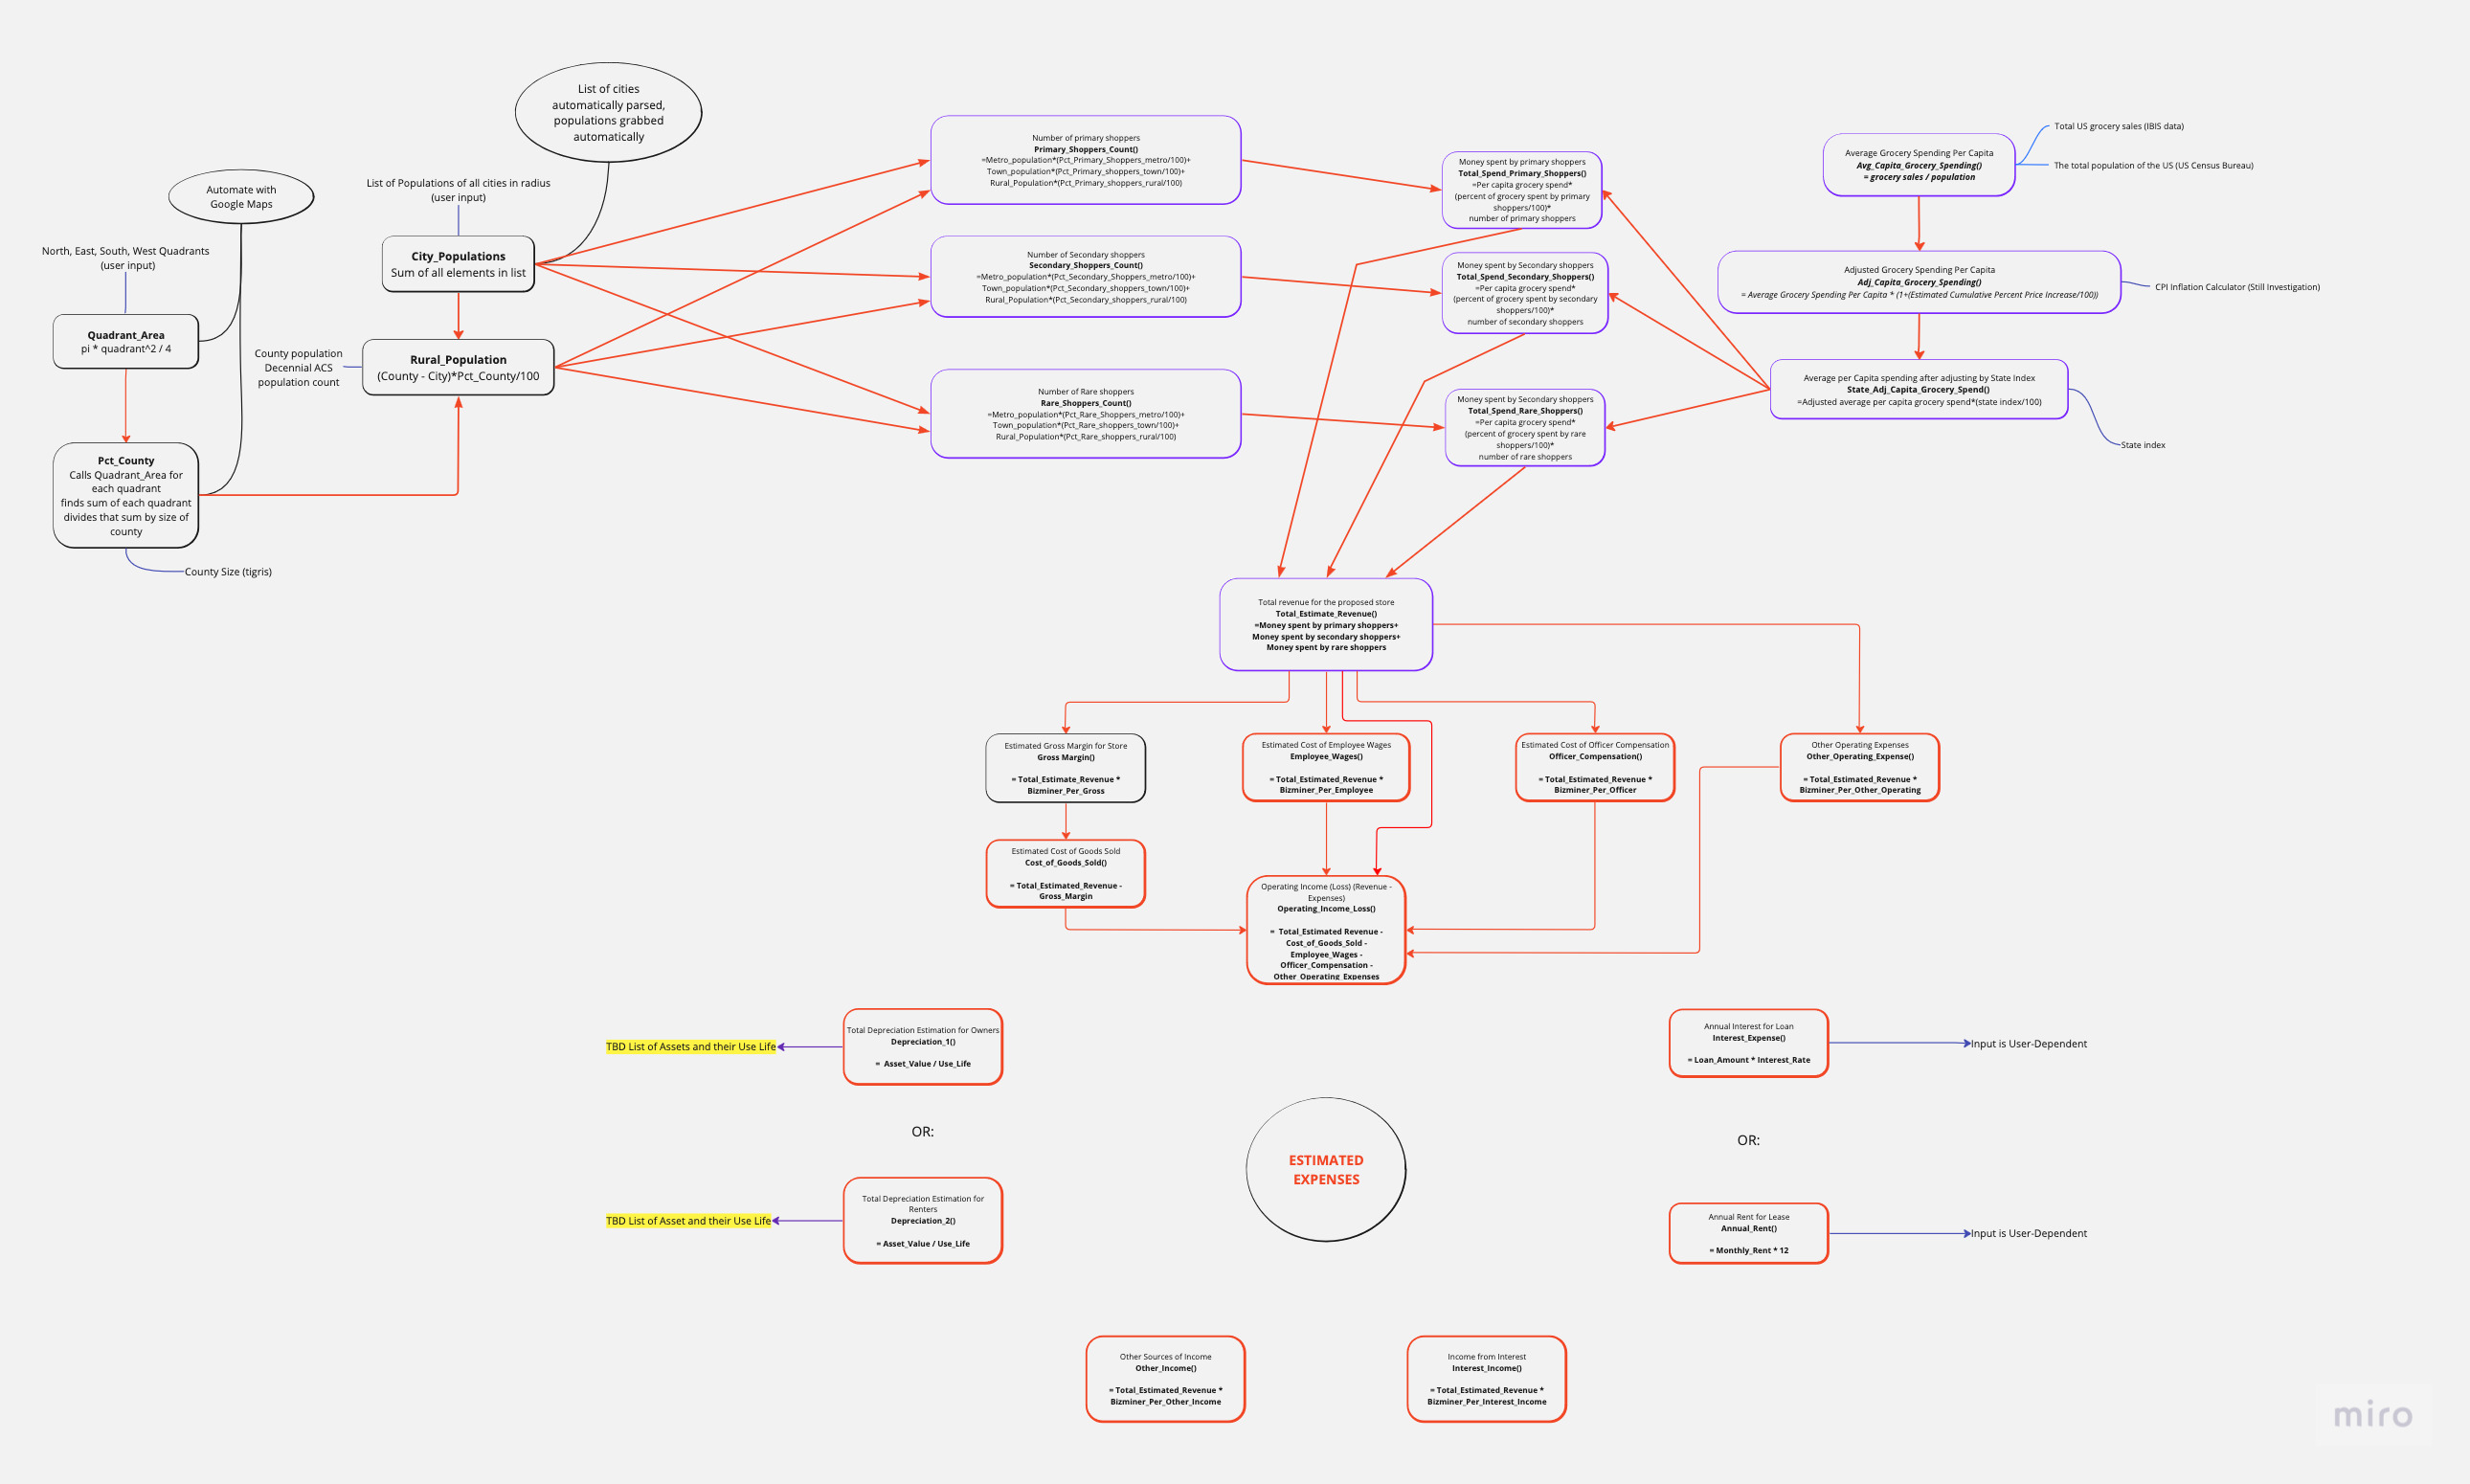 List of cities
automatically parsed,
populations grabbed
automatically
Automate with
Google Maps
List of Populations of all cities in radius
(user input)
North, East, South, West Quadrants
(user input)
City_Populations
Sum of all elements in list
Quadrant_Area
pi * quadrant^2 / 4
County population
Decennial ACS
population count
Rural_Population
(County - City)*Pct_County/100
Pct_County
Calls Quadrant_Area for
each quadrant
finds sum of each quadrant
divides that sum by size of
county
County Size (tigris)
Number of primary shoppers
Primary_Shoppers_Count()
=Metro_population*(Pct_Primary_Shoppers_metro/100)+
Town_population*(Pct_Primary_shoppers_town/100)+
Rural_Population*(Pct_Primary_shoppers_rural/100)
Number of Secondary shoppers
Secondary_Shoppers_Count()
=Metro_population*(Pct_Secondary_Shoppers_metro/100)+
Town_population*(Pct_Secondary_shoppers_town/100)+
Rural_Population*(Pct_Secondary_shoppers_rural/100)
Number of Rare shoppers
Rare_Shoppers_Count()
=Metro_population*(Pct_Rare_Shoppers_metro/100)+
Town_population*(Pct_Rare_shoppers_town/100)+
Rural_Population*(Pct_Rare_shoppers_rural/100)
Money spent by primary shoppers
Total_Spend_Primary_Shoppers()
=Per capita grocery spend*
(percent of grocery spent by primary
shoppers/100)*
number of primary shoppers
Money spent by Secondary shoppers
Total_Spend_Secondary_Shoppers()
=Per capita grocery spend*
(percent of grocery spent by secondary
shoppers/100)*
number of secondary shoppers
Money spent by Secondary shoppers
Total_Spend_Rare_Shoppers()
=Per capita grocery spend*
(percent of grocery spent by rare
shoppers/100)*
number of rare shoppers
Average Grocery Spending Per Capita
Avg_Capita_Grocery_Spending()
= grocery sales / population
Total US grocery sales (IBIS data)
The total population of the US (US Census Bureau)
Adjusted Grocery Spending Per Capita
Adj_Capita_Grocery_Spending()
= Average Grocery Spending Per Capita * (1+(Estimated Cumulative Percent Price Increase/100))
CPI Inflation Calculator (Still Investigation)
Average per Capita spending after adjusting by State Index
State_Adj_Capita_Grocery_Spend()
=Adjusted average per capita grocery spend*(state index/100)
State index
Total revenue for the proposed store
Total_Estimate_Revenue()
=Money spent by primary shoppers+
Money spent by secondary shoppers+
Money spent by rare shoppers
Estimated Gross Margin for Store
Gross Margin()
= Total_Estimate_Revenue *
Bizminer_Per_Gross
Estimated Cost of Employee Wages
Employee_Wages()
= Total_Estimated_Revenue *
Bizminer_Per_Employee
Estimated Cost of Officer Compensation
Officer_Compensation()
= Total_Estimated_Revenue *
Bizminer_Per_Officer
Other Operating Expenses
Other_Operating_Expense()
= Total_Estimated_Revenue *
Bizminer_Per_Other_Operating
Estimated Cost of Goods Sold
Cost_of_Goods_Sold()
= Total_Estimated_Revenue -
Gross_Margin
Operating Income (Loss) (Revenue -
Expenses)
Operating_Income_Loss()
= Total_Estimated Revenue -
Cost_of_Goods_Sold -
Employee_Wages -
Officer_Compensation -
Other_Operating_Expenses
TBD List of Assets and their Use Life
Total Depreciation Estimation for Owners
Depreciation_1()
= Asset_Value / Use_Life
Annual Interest for Loan
Interest_Expense()
= Loan_Amount * Interest_Rate
Input is User-Dependent
OR:
OR:
ESTIMATED
EXPENSES
TBD List of Asset and their Use Life
Total Depreciation Estimation for
Renters
Depreciation_2()
= Asset_Value / Use_Life
Annual Rent for Lease
Annual_Rent()
= Monthly_Rent * 12
Input is User-Dependent
Other Sources of Income
Other_Income()
= Total_Estimated_Revenue *
Bizminer_Per_Other_Income
Income from Interest
Interest_Income()
= Total_Estimated_Revenue *
Bizminer_Per_Interest_Income
miro